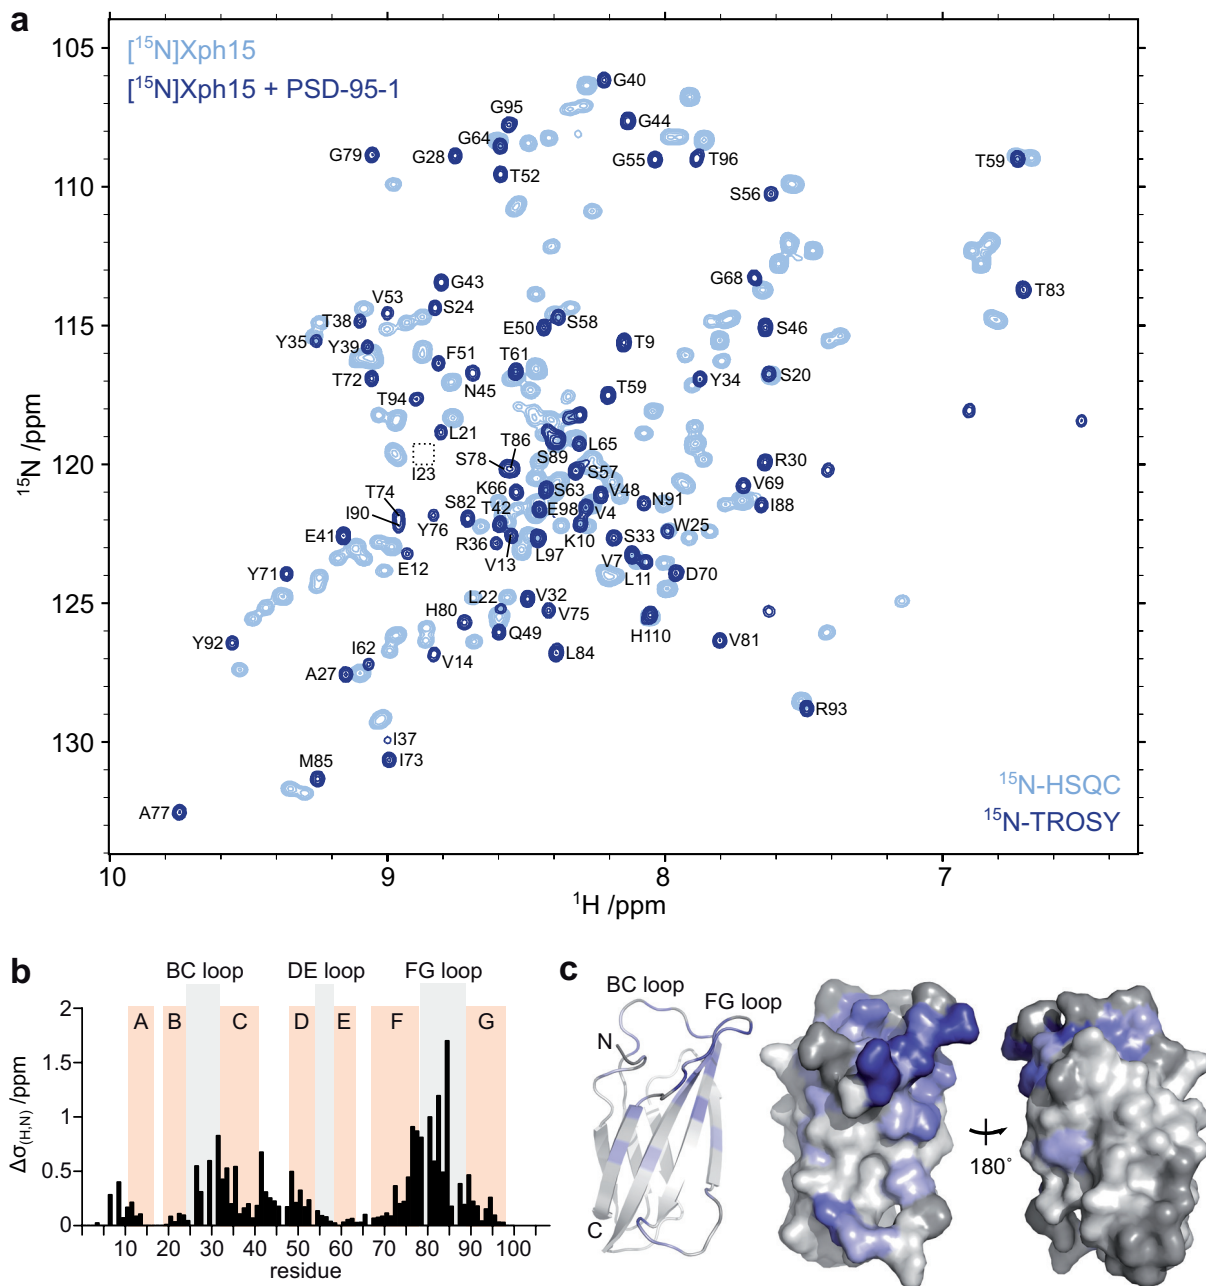 a
[15N]Xph15
[15N]Xph15 + PSD-95-1
105
110
115
120
125
130
15N /ppm
G40
G95
G44
G64
G79
G28
G55
T96
T59
T52
S56
G68
T83
G43
V53
S24
T38
E50
S58
T9
S46
Y35
Y39
F51
T61
Y34
S20
T72
N45
T59
T94
L21
T86
L65
R30
I23
S78
S89
S57
V69
T74
K66
S63
V48
N91
I88
I90
S82
T42
E98
V4
W25
E41
Y76
K10
S33
R36
L97
V7
E12
V13
L11
D70
Y71
L22
V32
H80
V75
Y92
Q49
H110
V81
I62
V14
L84
A27
R93
I37
I73
M85
A77
15N-HSQC
15N-TROSY
10
9
8
7
1H /ppm
b
BC loop
DE loop
FG loop
2
1.5
1
0.5
0
Δσ(H,N) /ppm
A
B
C
D
E
F
G
10 20 30 40 50 60 70 80 90 100
residue
c
BC loop
FG loop
N
C
180°